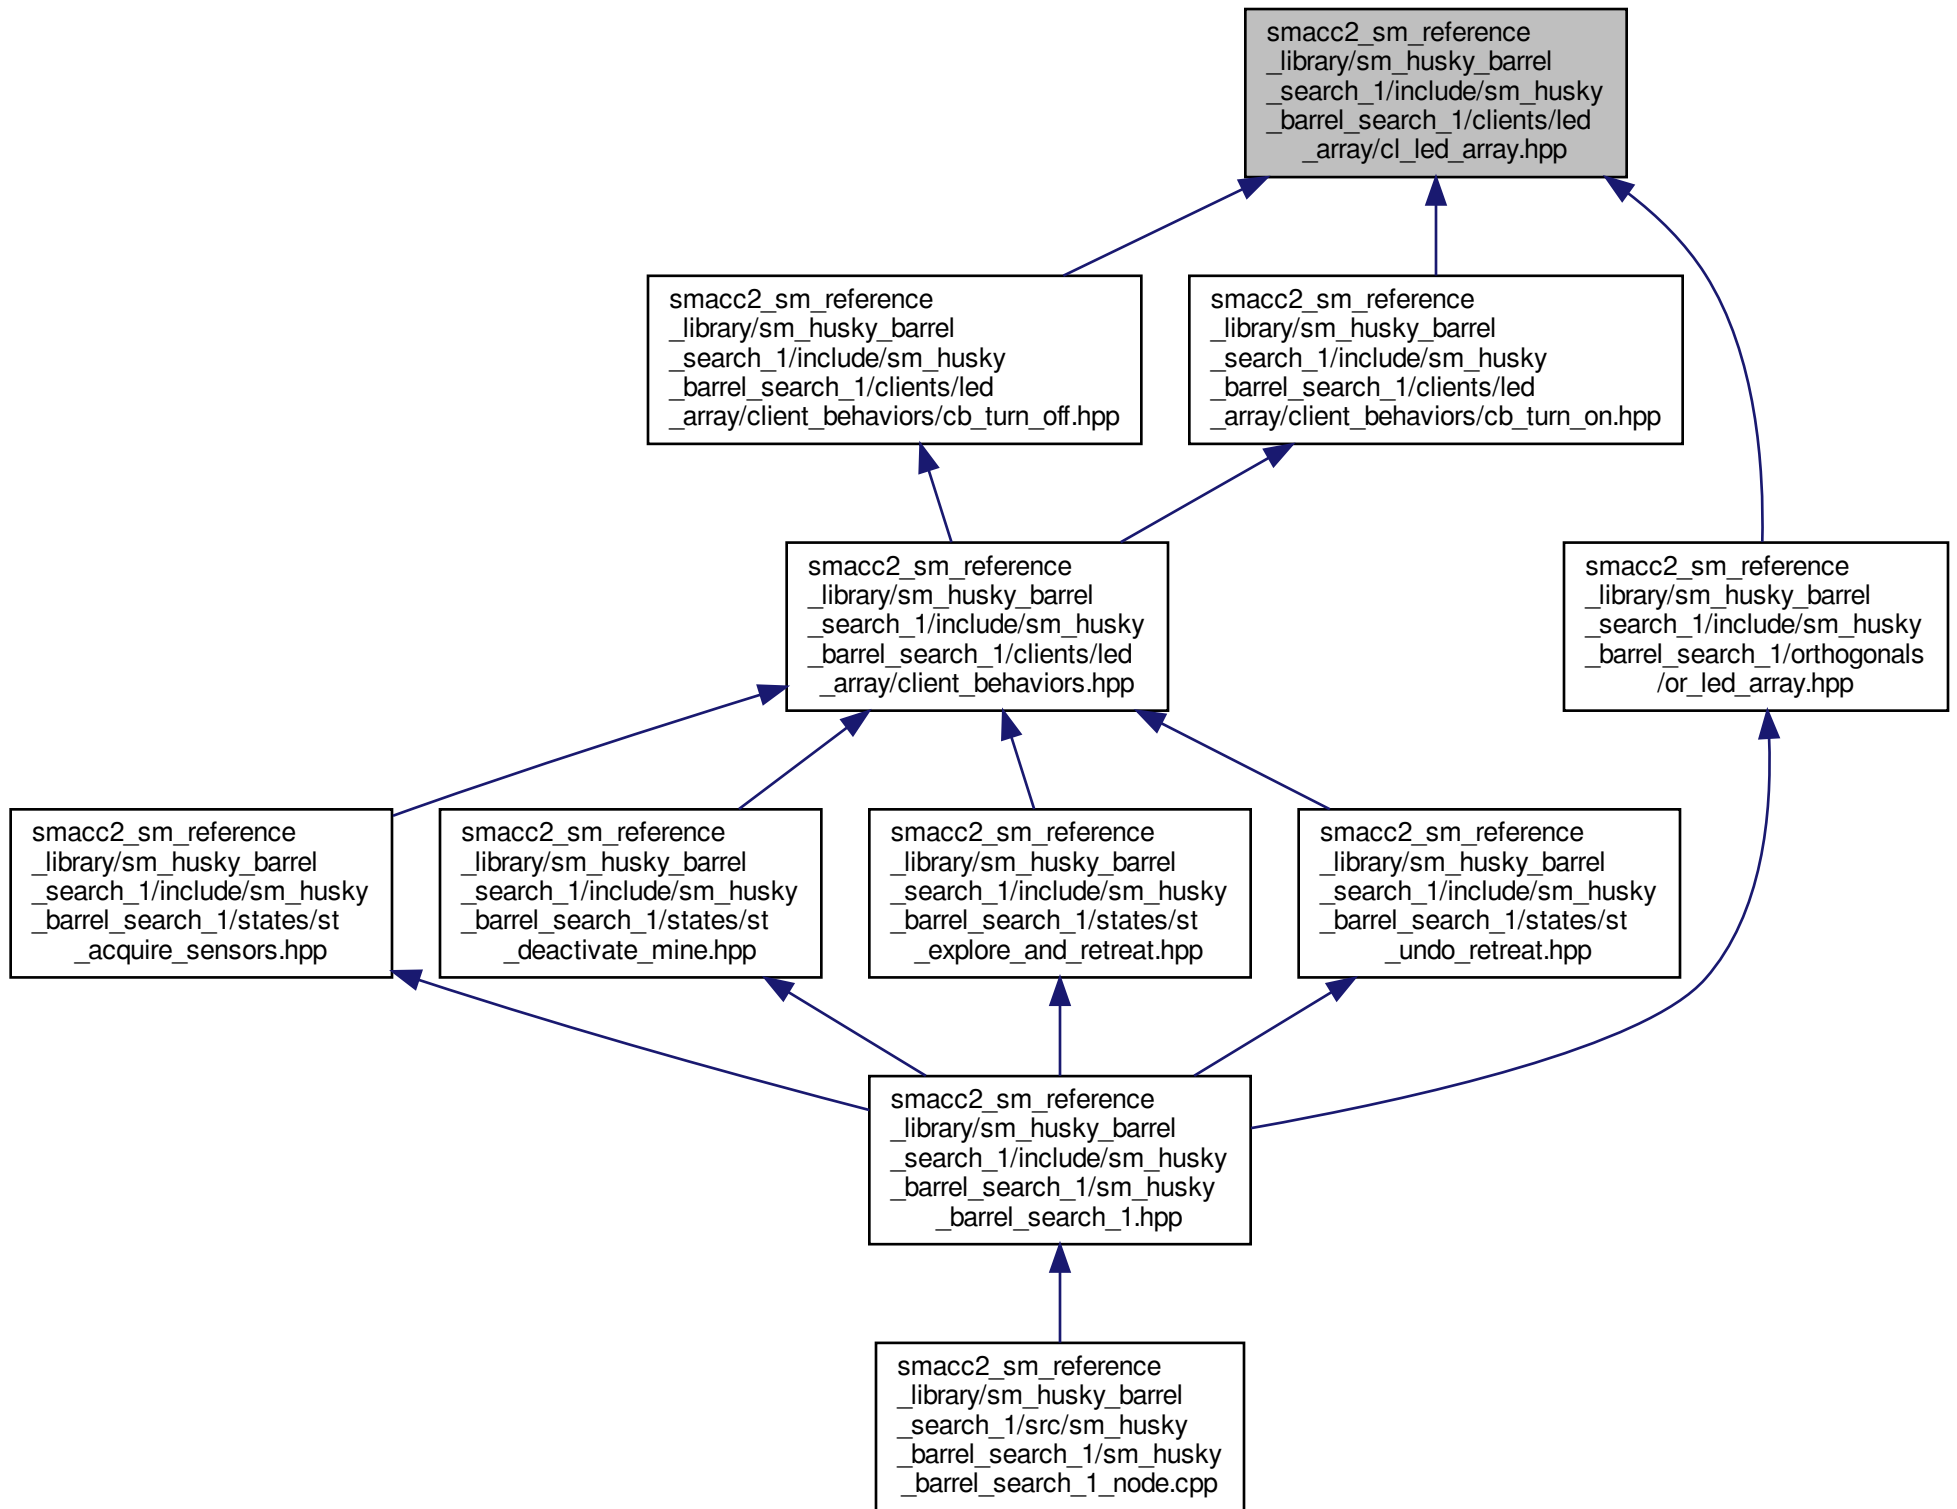 smacc2_sm_reference
_library/sm_husky_barrel
_search_1/include/sm_husky
_barrel_search_1/clients/led
_array/cl_led_array.hpp
smacc2_sm_reference
_library/sm_husky_barrel
_search_1/include/sm_husky
_barrel_search_1/clients/led
_array/client_behaviors/cb_turn_off.hpp
smacc2_sm_reference
_library/sm_husky_barrel
_search_1/include/sm_husky
_barrel_search_1/clients/led
_array/client_behaviors/cb_turn_on.hpp
smacc2_sm_reference
_library/sm_husky_barrel
_search_1/include/sm_husky
_barrel_search_1/clients/led
_array/client_behaviors.hpp
smacc2_sm_reference
_library/sm_husky_barrel
_search_1/include/sm_husky
_barrel_search_1/orthogonals
/or_led_array.hpp
smacc2_sm_reference
_library/sm_husky_barrel
_search_1/include/sm_husky
_barrel_search_1/states/st
_acquire_sensors.hpp
smacc2_sm_reference
_library/sm_husky_barrel
_search_1/include/sm_husky
_barrel_search_1/states/st
_deactivate_mine.hpp
smacc2_sm_reference
_library/sm_husky_barrel
_search_1/include/sm_husky
_barrel_search_1/states/st
_explore_and_retreat.hpp
smacc2_sm_reference
_library/sm_husky_barrel
_search_1/include/sm_husky
_barrel_search_1/states/st
_undo_retreat.hpp
smacc2_sm_reference
_library/sm_husky_barrel
_search_1/include/sm_husky
_barrel_search_1/sm_husky
_barrel_search_1.hpp
smacc2_sm_reference
_library/sm_husky_barrel
_search_1/src/sm_husky
_barrel_search_1/sm_husky
_barrel_search_1_node.cpp